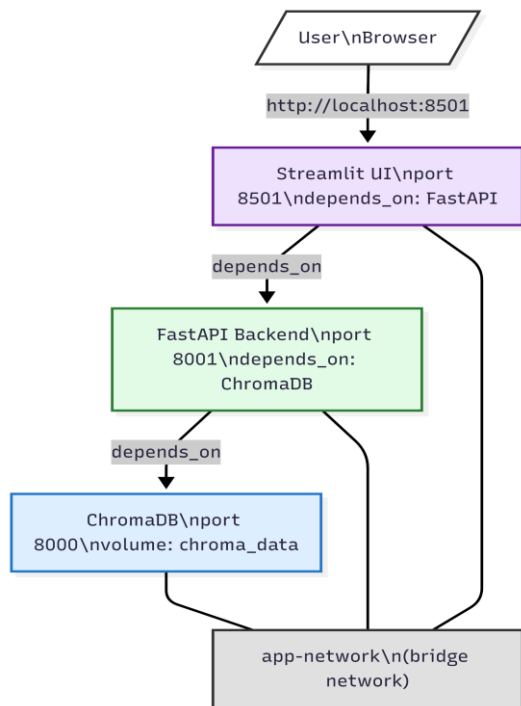 User\nBrowser
http://localhost:8501
Streamlit UI\nport
8501\ndepends_on: FastAPI
depends_on
FastAPI Backend\nport
8001\ndepends_on:
ChromaDB
depends_on
ChromaDB\nport
8000\nvolume: chroma_data
app-network\n(bridge
network)